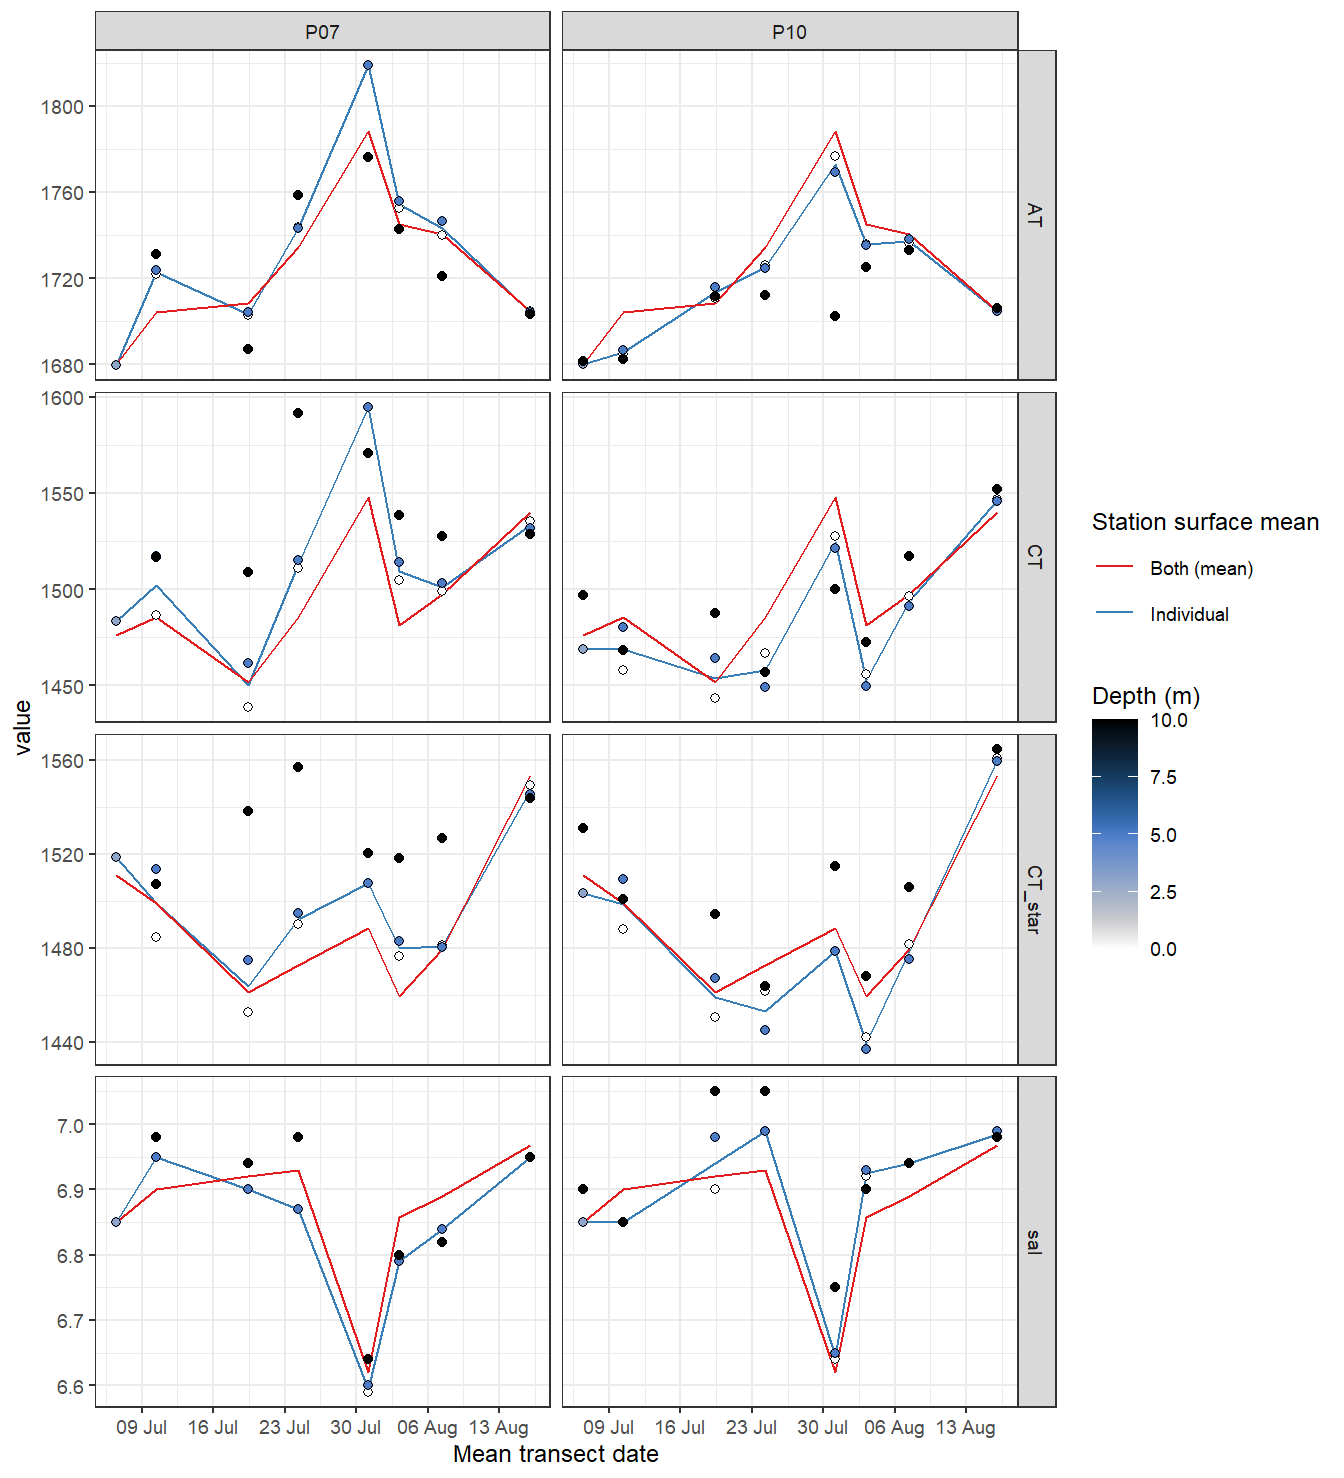 P07
P10
1800
1760
1720
1680
AT
1600
1550
1500
1450
CT
1560
1520
1480
1440
CT_star
7.0
6.9
6.8
6.7
6.6
sal
09 Jul
16 Jul
23 Jul
30 Jul
06 Aug
13 Aug
09 Jul
16 Jul
23 Jul
30 Jul
06 Aug
13 Aug
Mean transect date
value
Station surface mean
Both (mean)
Individual
Depth (m)
10.0
7.5
5.0
2.5
0.0